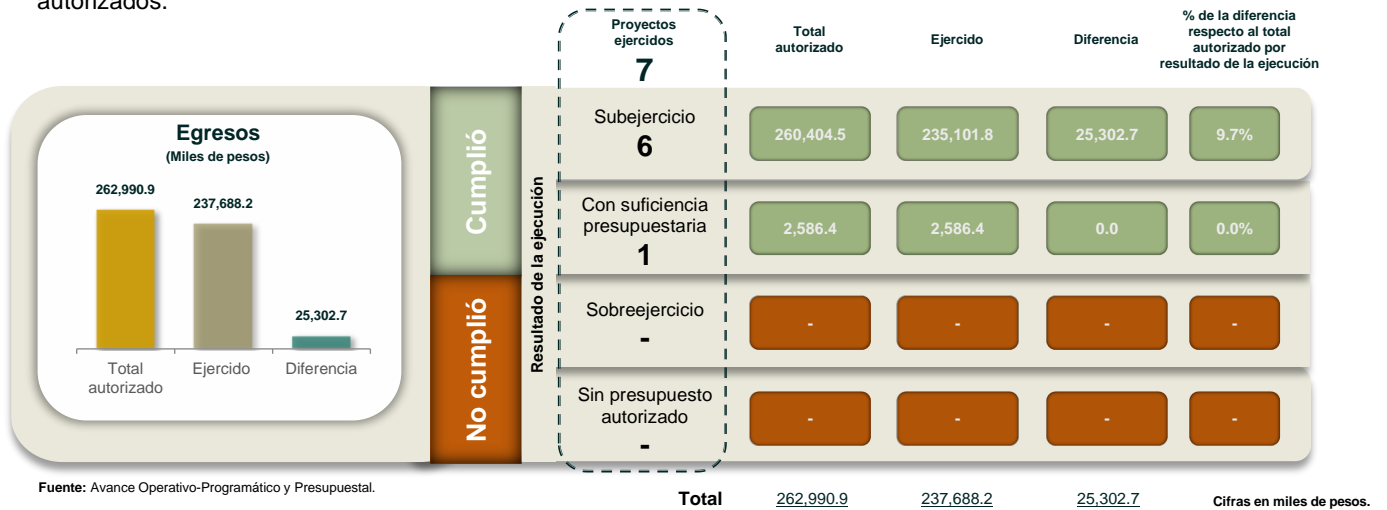 autorizados.
Proyectos
ejercidos
7
Total
autorizado
Ejercido
Diferencia
% de la diferencia
respecto al total
autorizado por
resultado de la ejecución
Egresos
(Miles de pesos)
262,990.9
237,688.2
25,302.7
Total
autorizado
Ejercido
Diferencia
Cumplió
No cumplió
Resultado de la ejecución
Subejercicio
6
260,404.5
235,101.8
25,302.7
9.7%
Con suficiencia
presupuestaria
1
2,586.4
2,586.4
0.0
0.0%
Sobreejercicio
-
-
-
-
-
Sin presupuesto
autorizado
-
-
-
-
-
Fuente: Avance Operativo-Programático y Presupuestal.
Total
262,990.9
237,688.2
25,302.7
Cifras en miles de pesos.